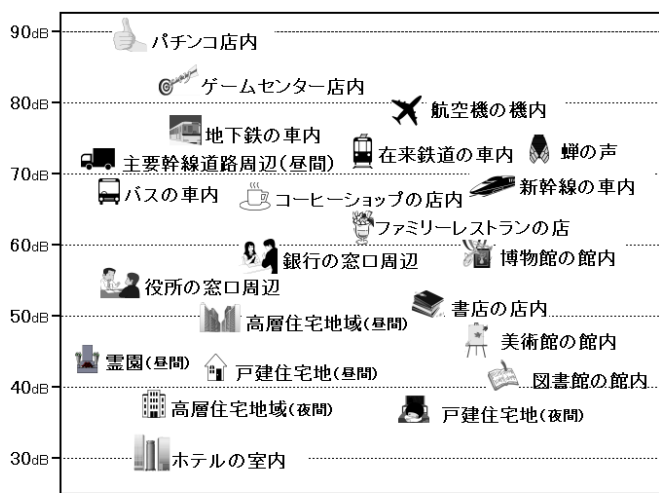 90dB
パチンコ店内
ゲームセンター店内
80dB
航空機の機内
地下鉄の車内
在来鉄道の車内
蝉の声
主要幹線道路周辺(昼間)
70dB
バスの車内
コーヒーショップの店内
新幹線の車内
ファミリーレストランの店
60dB
銀行の窓口周辺
博物館の館内
役所の窓口周辺
書店の店内
50dB
高層住宅地域(昼間)
美術館の館内
霊園(昼間)
戸建住宅地(昼間)
図書館の館内
40dB
高層住宅地域(夜間)
戸建住宅地(夜間)
30dB
ホテルの室内